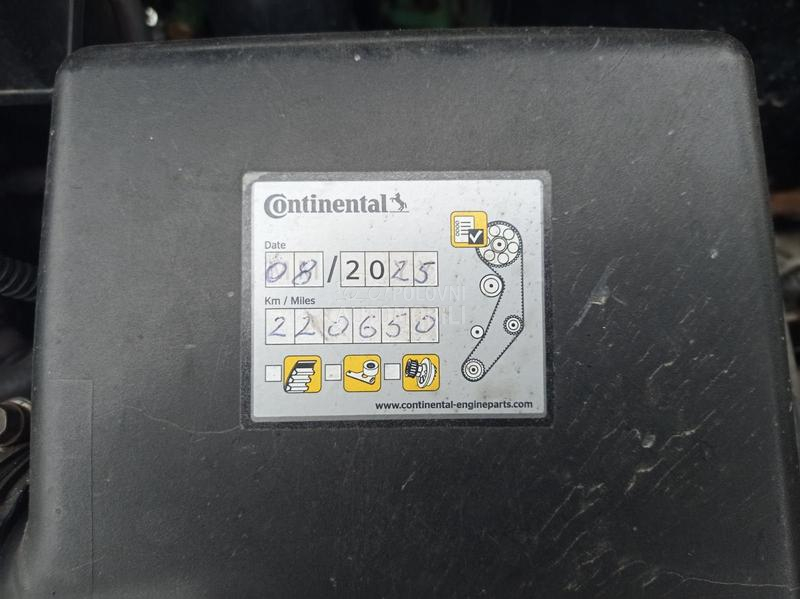 Continental
Date
08/2025
Km / Miles
220650
www.continental-engineparts.com